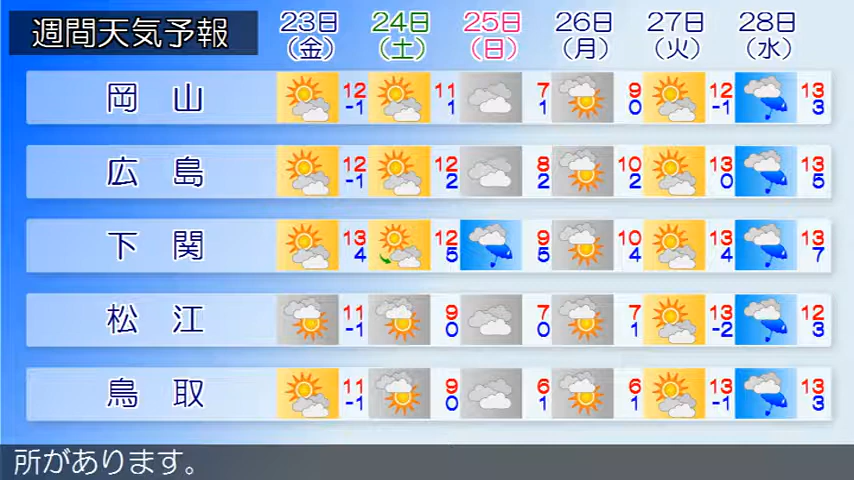 週間天気予報 23日 24日 25日 26日 27日 28日
(金) (土) (日) (月) (火) (水)
岡 山 12 -1 11 1 7 1 9 0 12 -1 13 3
広 島 12 -1 12 2 8 2 10 2 13 0 13 5
下 関 13 4 12 5 9 5 10 4 13 4 13 7
松 江 11 -1 9 0 7 0 7 1 13 -2 12 3
鳥 取 11 -1 9 0 6 1 6 1 13 -1 13 3
所があります。